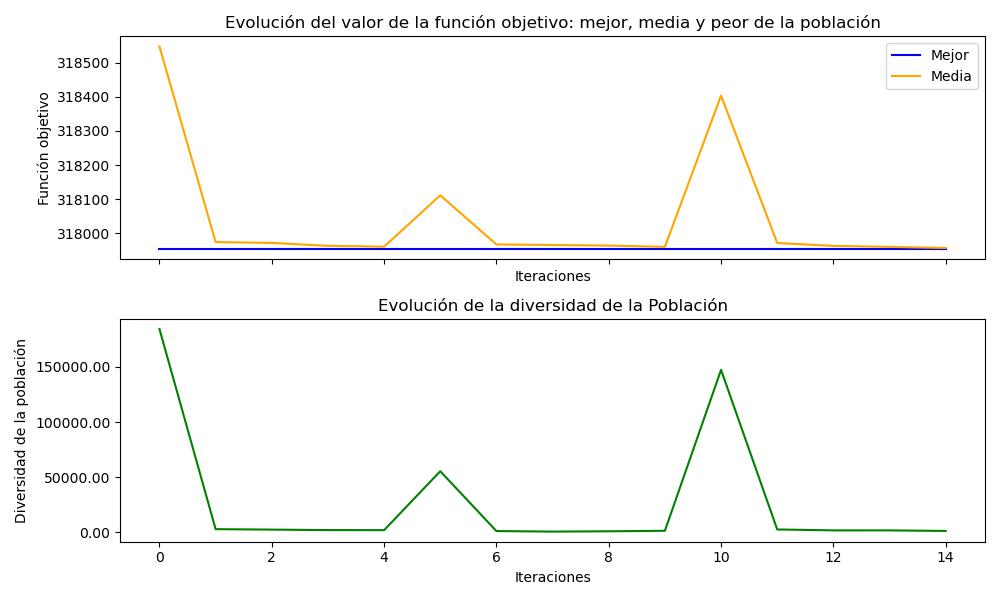 Evolución del valor de la función objetivo: mejor, media y peor de la población
Mejor
Media
Función objetivo
318500
318400
318300
318200
318100
318000
Iteraciones
Evolución de la diversidad de la Población
Diversidad de la población
150000.00
100000.00
50000.00
0.00
0 2 4 6 8 10 12 14
Iteraciones